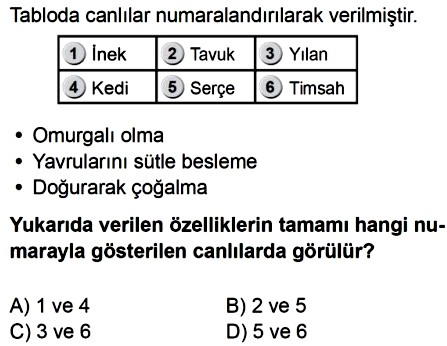 Tabloda canlılar numaralandırılarak verilmiştir.
1 İnek 2 Tavuk 3 Yılan
4 Kedi 5 Serçe 6 Timsah
• Omurgalı olma
• Yavrularını sütle besleme
• Doğurarak çoğalma
Yukarıda verilen özelliklerin tamamı hangi nu-
marayla gösterilen canlılarda görülür?
A) 1 ve 4 B) 2 ve 5
C) 3 ve 6 D) 5 ve 6